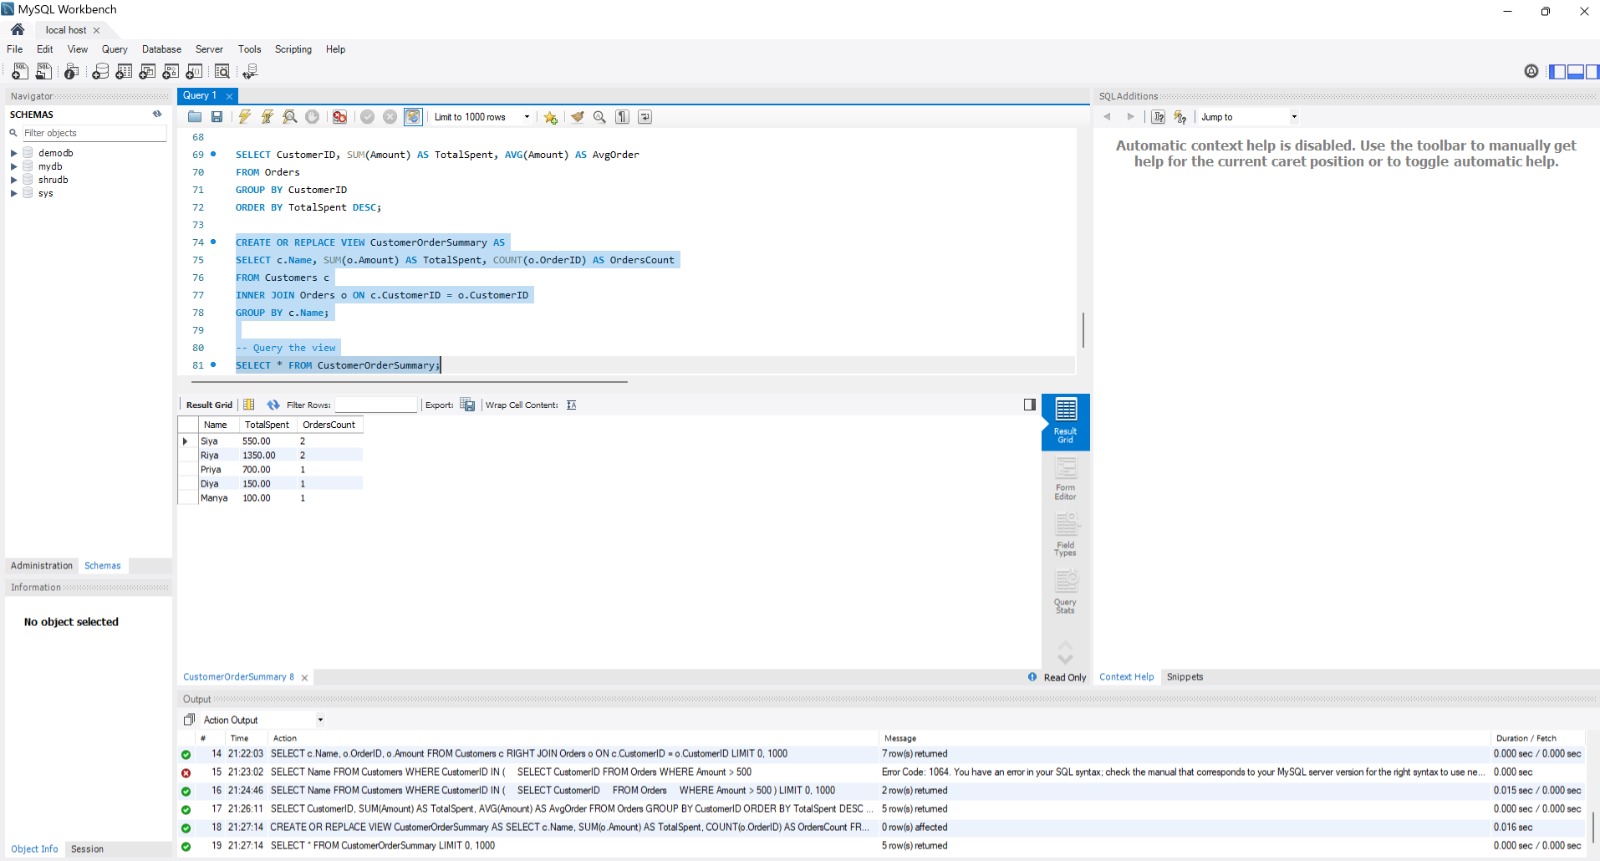 MySQL Workbench
local host
File Edit View Query Database Server Tools Scripting Help
Navigator
SCHEMAS
Filter objects
demodb
mydb
shrudb
sys
Administration Schemas
Information
No object selected
Object Info Session
Query 1
Limit to 1000 rows
68
69 SELECT CustomerID, SUM(Amount) AS TotalSpent, AVG(Amount) AS AvgOrder
70 FROM Orders
71 GROUP BY CustomerID
72 ORDER BY TotalSpent DESC;
73
74 CREATE OR REPLACE VIEW CustomerOrderSummary AS
75 SELECT c.Name, SUM(o.Amount) AS TotalSpent, COUNT(o.OrderID) AS OrdersCount
76 FROM Customers c
77 INNER JOIN Orders o ON c.CustomerID = o.CustomerID
78 GROUP BY c.Name;
79
80 -- Query the view
81 SELECT * FROM CustomerOrderSummary;
Result Grid Filter Rows: Export: Wrap Cell Content:
Name TotalSpent OrdersCount
Siya 550.00 2
Riya 1350.00 2
Priya 700.00 1
Diya 150.00 1
Manya 100.00 1
Result
Grid
Form
Editor
Field
Types
Query
Stats
CustomerOrderSummary 8
Read Only
SQLAdditions
Jump to
Automatic context help is disabled. Use the toolbar to manually get
help for the current caret position or to toggle automatic help.
Context Help Snippets
Output
Action Output
# Time Action Message Duration / Fetch
14 21:22:03 SELECT c.Name, o.OrderID, o.Amount FROM Customers c RIGHT JOIN Orders o ON c.CustomerID = o.CustomerID LIMIT 0, 1000 7 row(s) returned 0.000 sec / 0.000 sec
15 21:23:02 SELECT Name FROM Customers WHERE CustomerID IN ( SELECT CustomerID FROM Orders WHERE Amount > 500 Error Code: 1064. You have an error in your SQL syntax; check the manual that corresponds to your MySQL server version for the right syntax to use ne... 0.000 sec
16 21:24:46 SELECT Name FROM Customers WHERE CustomerID IN ( SELECT CustomerID FROM Orders WHERE Amount > 500 ) LIMIT 0, 1000 2 row(s) returned 0.015 sec / 0.000 sec
17 21:26:11 SELECT CustomerID, SUM(Amount) AS TotalSpent, AVG(Amount) AS AvgOrder FROM Orders GROUP BY CustomerID ORDER BY TotalSpent DESC ... 5 row(s) returned 0.000 sec / 0.000 sec
18 21:27:14 CREATE OR REPLACE VIEW CustomerOrderSummary AS SELECT c.Name, SUM(o.Amount) AS TotalSpent, COUNT(o.OrderID) AS OrdersCount FR... 0 row(s) affected 0.016 sec
19 21:27:14 SELECT * FROM CustomerOrderSummary LIMIT 0, 1000 5 row(s) returned 0.000 sec / 0.000 sec